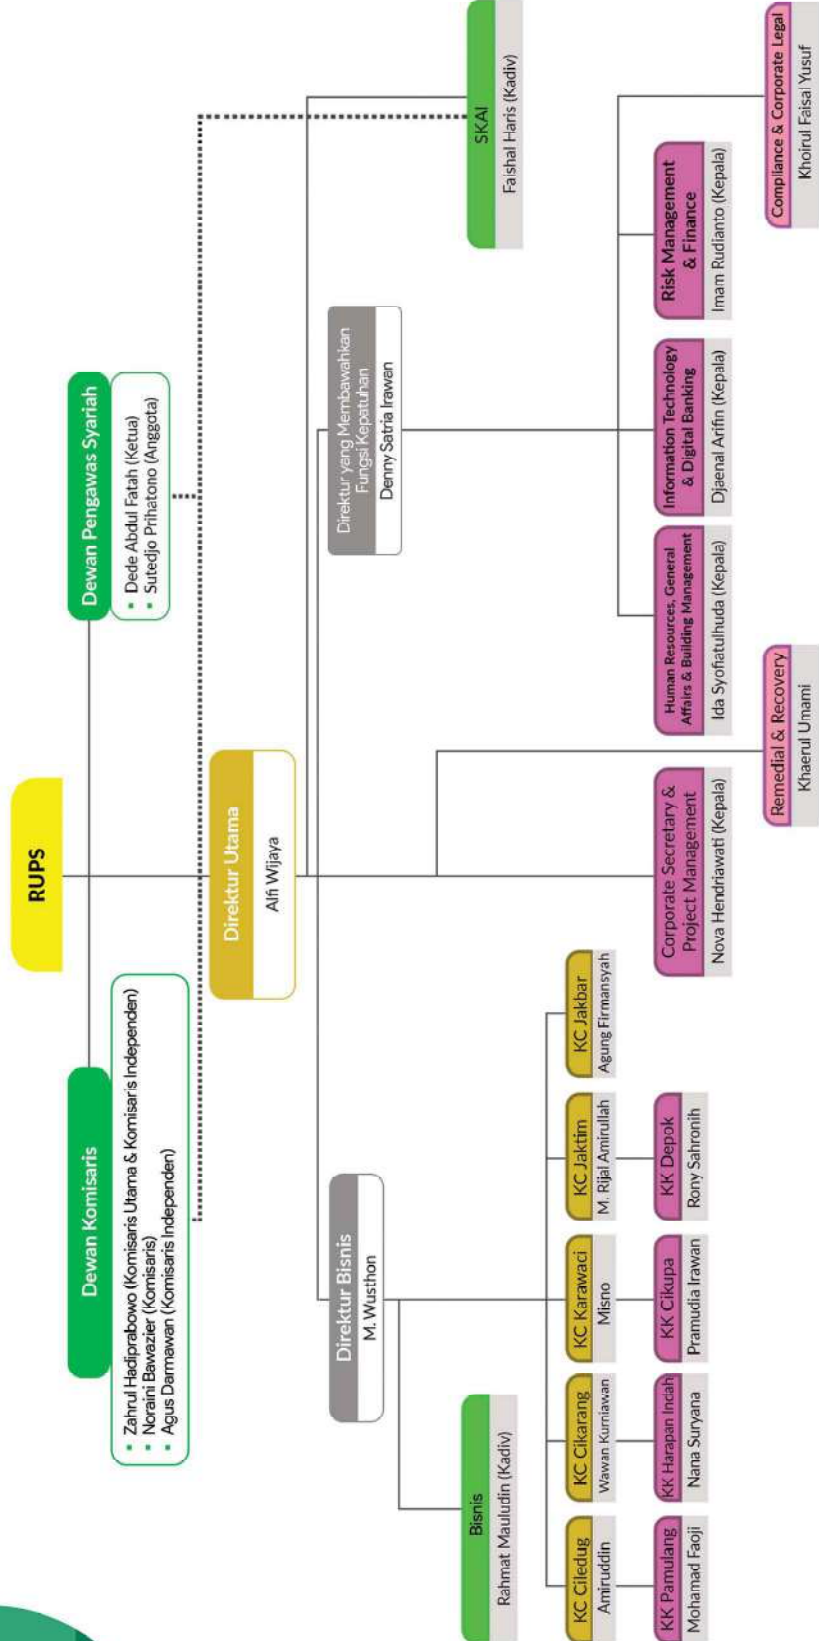 RUPS
Dewan Komisaris
Zahrul Hadiprabowo (Komisaris Utama & Komisaris Independen)
Noraini Bawazier (Komisaris)
Agus Darmawan (Komisaris Independen)
Dewan Pengawas Syariah
Dede Abdul Fatah (Ketua)
Sutedjo Prihatono (Anggota)
Direktur Utama
Alfi Wijaya
Direktur Bisnis
M. Wusthon
Direktur yang Membawahkan
Fungsi Kepatuhan
Denny Satria Irawan
Bisnis
Rahmat Mauludin (Kadiv)
SKAI
Faishal Haris (Kadiv)
KC Ciledug
Amiruddin
KC Cikarang
Wawan Kurniawan
KC Karawaci
Misno
KC Jaktim
M. Rijal Amirullah
KC Jakbar
Agung Firmansyah
KK Pamulang
Mohamad Faoji
KK Harapan Indah
Nana Suryana
KK Cikupa
Pramudia Irawan
KK Depok
Rony Sahronih
Corporate Secretary &
Project Management
Nova Hendriawati (Kepala)
Human Resources, General
Affairs & Building Management
Ida Syofiatulhuda (Kepala)
Information Technology
& Digital Banking
Djaenal Arifin (Kepala)
Risk Management
& Finance
Imam Rudianto (Kepala)
Remedial & Recovery
Khaerul Umami
Compliance & Corporate Legal
Khoirul Faisal Yusuf